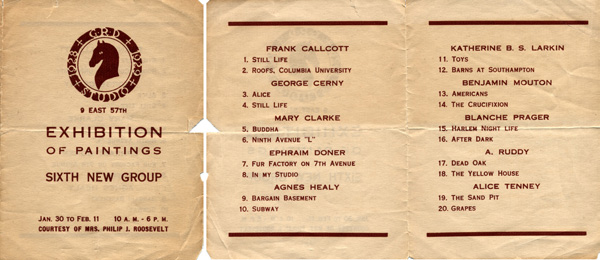 1928 · G·R·D · 1929
· STUDIO ·
9 EAST 57TH
EXHIBITION
OF PAINTINGS
SIXTH NEW GROUP
JAN. 30 TO FEB. 11 10 A. M. - 6 P. M.
COURTESY OF MRS. PHILIP J. ROOSEVELT
FRANK CALLCOTT
1. STILL LIFE
2. ROOFS, COLUMBIA UNIVERSITY
GEORGE CERNY
3. ALICE
4. STILL LIFE
MARY CLARKE
5. BUDDHA
6. NINTH AVENUE "L"
EPHRAIM DONER
7. FUR FACTORY ON 7TH AVENUE
8. IN MY STUDIO
AGNES HEALY
9. BARGAIN BASEMENT
10. SUBWAY
KATHERINE B. S. LARKIN
11. TOYS
12. BARNS AT SOUTHAMPTON
BENJAMIN MOUTON
13. AMERICANS
14. THE CRUCIFIXION
BLANCHE PRAGER
15. HARLEM NIGHT LIFE
16. AFTER DARK
A. RUDDY
17. DEAD OAK
18. THE YELLOW HOUSE
ALICE TENNEY
19. THE SAND PIT
20. GRAPES